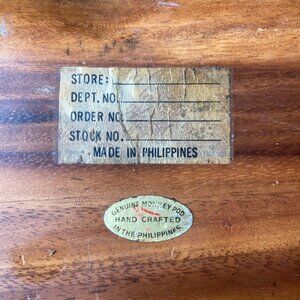 STORE:
DEPT. NO.
ORDER NO.
STOCK NO.
MADE IN PHILIPPINES
GENUINE MONKEY POD
HAND CRAFTED
IN THE PHILIPPINES